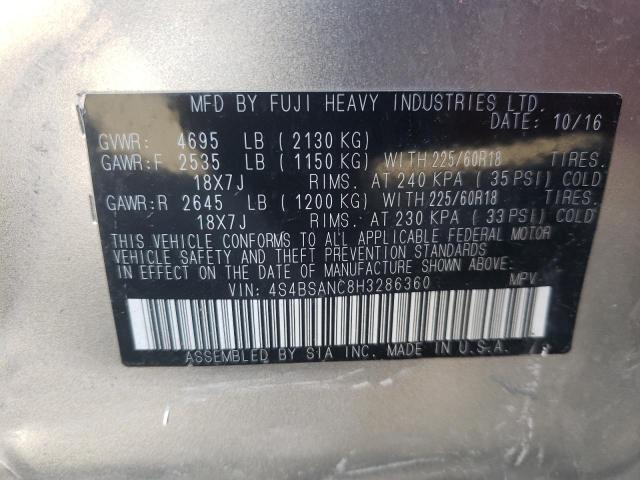 MFD BY FUJI HEAVY INDUSTRIES LTD.
DATE: 10/16
GVWR: 4695 LB ( 2130 KG)
GAWR:F 2535 LB ( 1150 KG) WITH 225/60R18 TIRES.
18X7J RIMS. AT 240 KPA ( 35 PSI) COLD
GAWR:R 2645 LB ( 1200 KG) WITH 225/60R18 TIRES.
18X7J RIMS. AT 230 KPA ( 33 PSI) COLD
THIS VEHICLE CONFORMS TO ALL APPLICABLE FEDERAL MOTOR
VEHICLE SAFETY AND THEFT PREVENTION STANDARDS
IN EFFECT ON THE DATE OF MANUFACTURE SHOWN ABOVE.
VIN: 4S4BSANC8H3286360 MPV
ASSEMBLED BY SIA INC. MADE IN U.S.A.